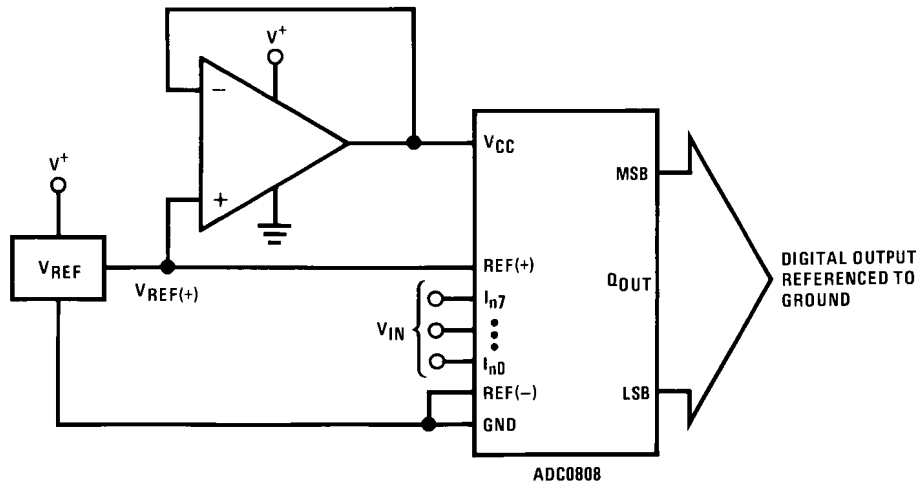 V+
−
V+
+
VREF
VREF(+)
VCC
MSB
REF(+)
In7
VIN
In0
QOUT
DIGITAL OUTPUT
REFERENCED TO
GROUND
REF(−)
LSB
GND
ADC0808